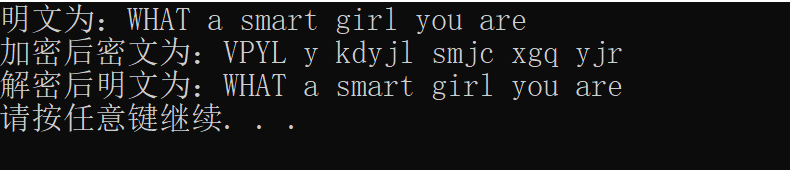 明文为：WHAT a smart girl you are
加密后密文为：VPYL y kdyjl smjc xgq yjr
解密后明文为：WHAT a smart girl you are
请按任意键继续. . .